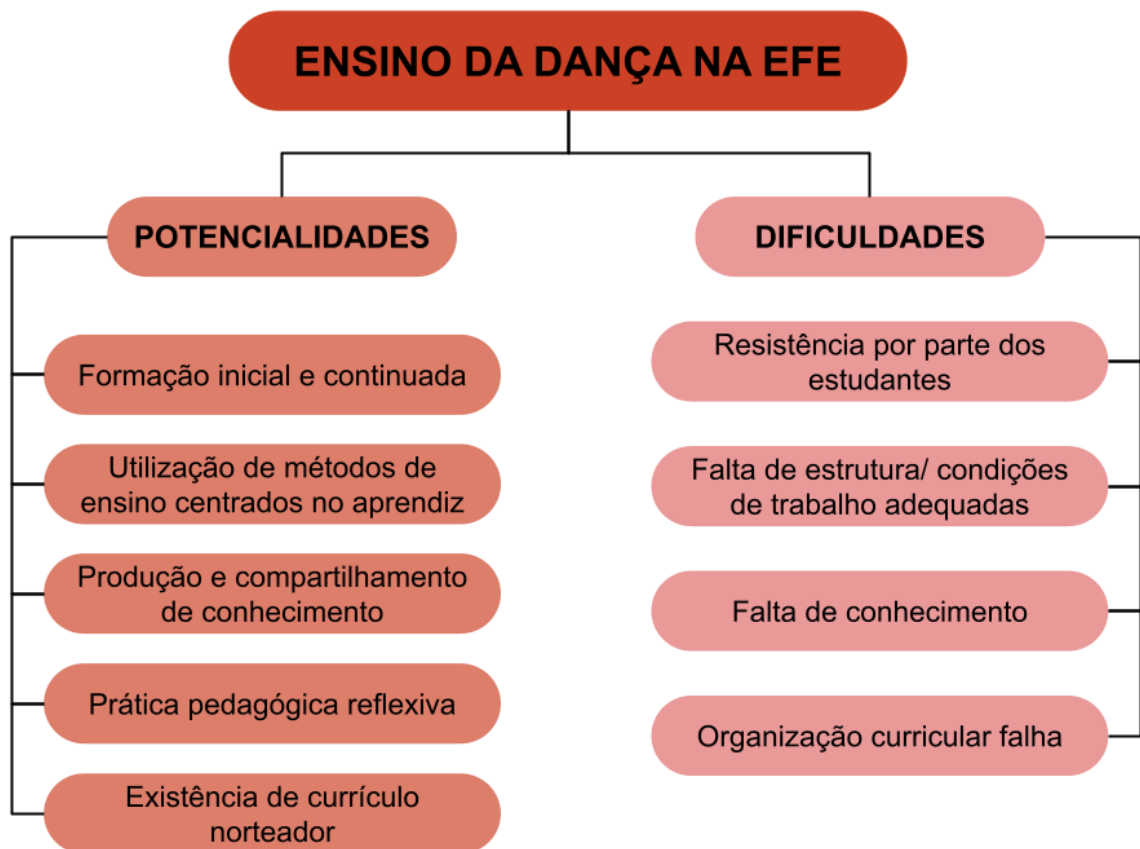 ENSINO DA DANÇA NA EFE
POTENCIALIDADES
Formação inicial e continuada
Utilização de métodos de
ensino centrados no aprendiz
Produção e compartilhamento
de conhecimento
Prática pedagógica reflexiva
Existência de currículo
norteador
DIFICULDADES
Resistência por parte dos
estudantes
Falta de estrutura/ condições
de trabalho adequadas
Falta de conhecimento
Organização curricular falha